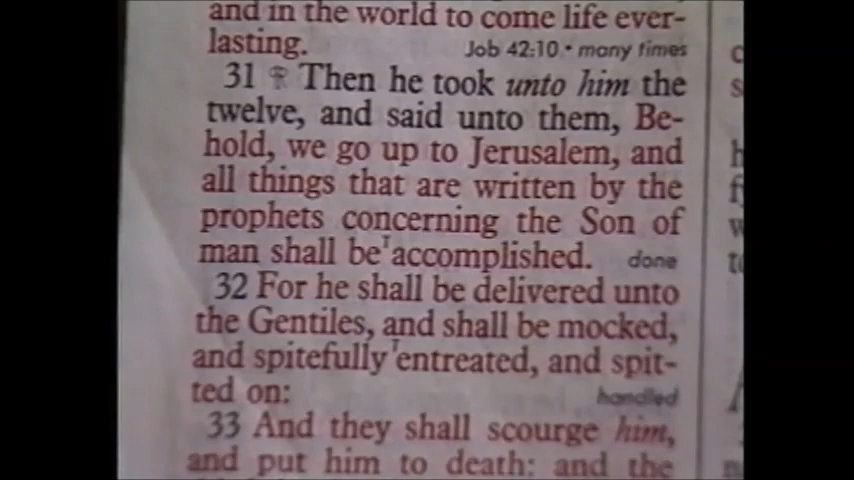 and in the world to come life ever-
lasting. Job 42:10 • many times
31 Then he took unto him the
twelve, and said unto them, Be-
hold, we go up to Jerusalem, and
all things that are written by the
prophets concerning the Son of
man shall be ᵀaccomplished. done
32 For he shall be delivered unto
the Gentiles, and shall be mocked,
and spitefully ᵀentreated, and spit-
ted on: handled
33 And they shall scourge him,
and put him to death: and the